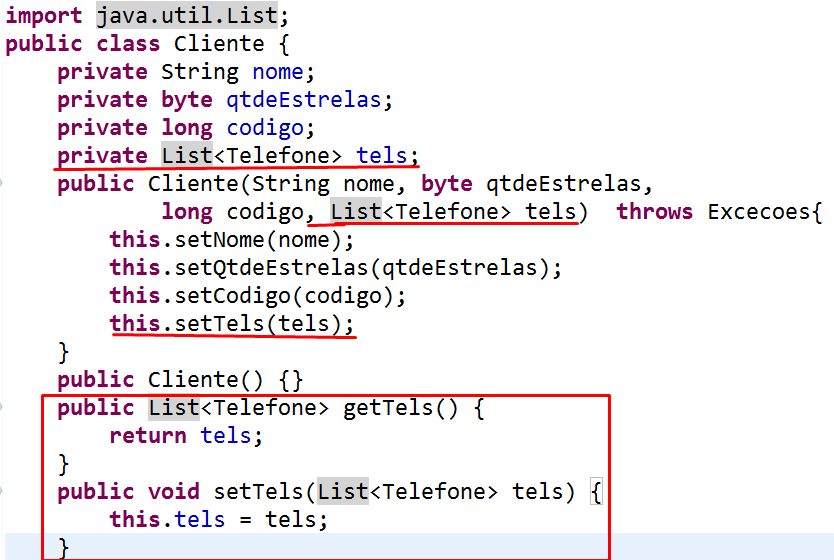 import java.util.List;
public class Cliente {
    private String nome;
    private byte qtdeEstrelas;
    private long codigo;
    private List<Telefone> tels;
    public Cliente(String nome, byte qtdeEstrelas,
            long codigo, List<Telefone> tels)  throws Excecoes{
        this.setNome(nome);
        this.setQtdeEstrelas(qtdeEstrelas);
        this.setCodigo(codigo);
        this.setTels(tels);
    }
    public Cliente() {}
    public List<Telefone> getTels() {
        return tels;
    }
    public void setTels(List<Telefone> tels) {
        this.tels = tels;
    }